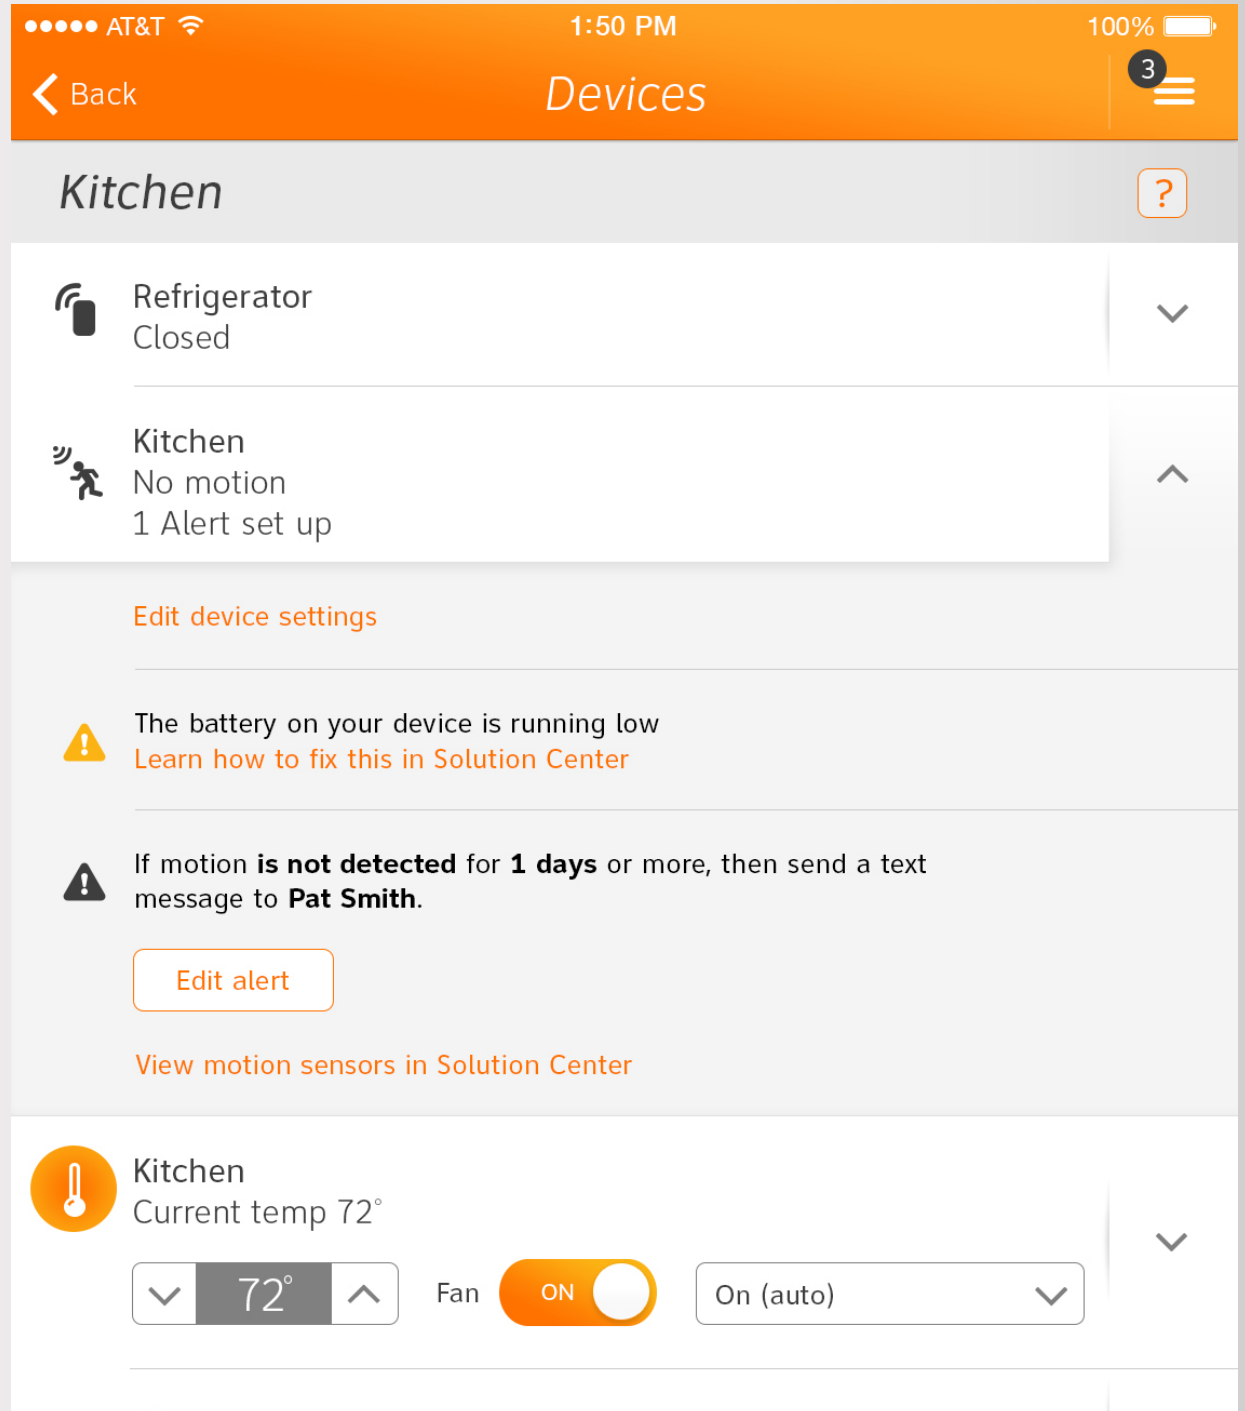 AT&T 1:50 PM 100%
Back Devices 3
Kitchen ?
Refrigerator
Closed
Kitchen
No motion
1 Alert set up
Edit device settings
The battery on your device is running low
Learn how to fix this in Solution Center
If motion is not detected for 1 days or more, then send a text
message to Pat Smith.
Edit alert
View motion sensors in Solution Center
Kitchen
Current temp 72°
72° Fan ON On (auto)